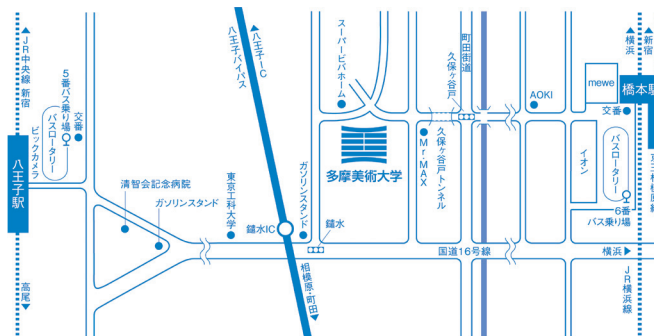 JR中央線 新宿
5番バス乗り場
交番
バスロータリー
ビックカメラ
八王子駅
高尾
清智会記念病院
ガソリンスタンド
東京工科大学
鑓水IC
八王子IC
八王子バイパス
ガソリンスタンド
鑓水
相模原・町田
スーパービバホーム
多摩美術大学
Mr.MAX
久保ヶ谷戸トンネル
久保ヶ谷戸
町田街道
国道16号線
AOKI
mewe
橋本駅
交番
イオン
バスロータリー
6番
バス乗り場
横浜
新宿
横浜
JR横浜線